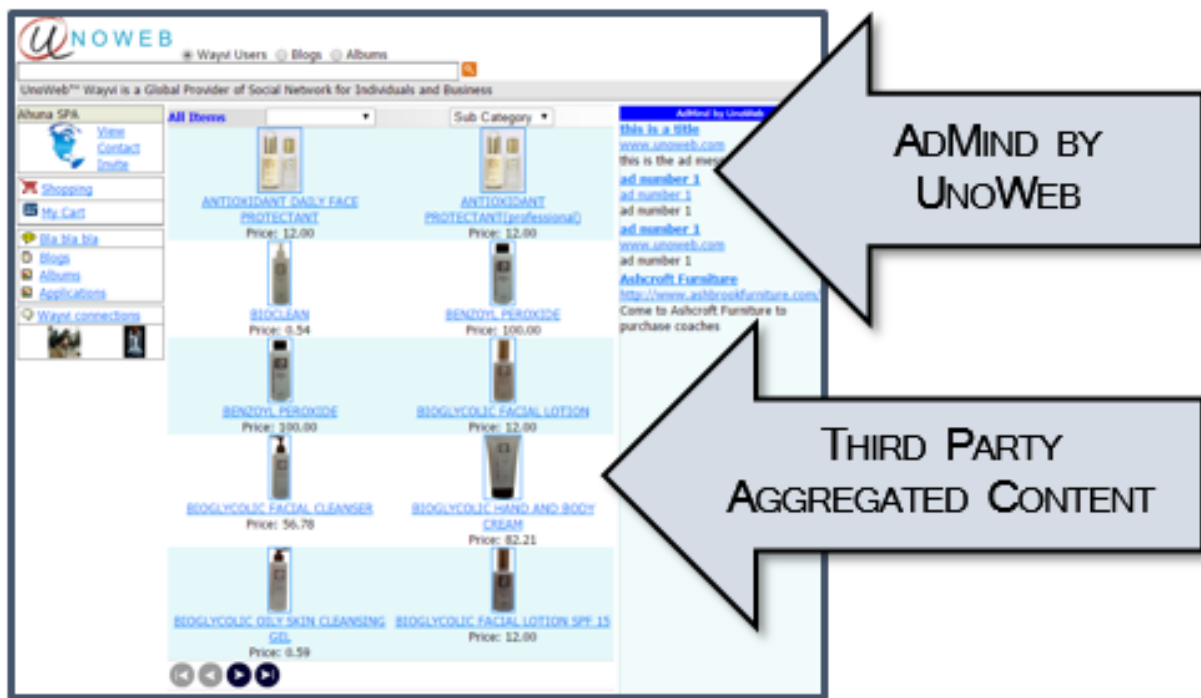 UNOWEB
Wayvi Users Blogs Albums
UnoWeb™ Wayvi is a Global Provider of Social Network for Individuals and Business
Ahuna SPA
View
Contact
Invite
Shopping
My Cart
Bla bla bla
Blogs
Albums
Applications
Wayvi connections
All Items
Sub Category
ANTIOXIDANT DAILY FACE
PROTECTANT
Price: 12.00
ANTIOXIDANT
PROTECTANT(professional)
Price: 12.00
BIOCLEAN
Price: 0.54
BENZOYL PEROXIDE
Price: 100.00
BENZOYL PEROXIDE
Price: 100.00
BIOGLYCOLIC FACIAL LOTION
Price: 12.00
BIOGLYCOLIC FACIAL CLEANSER
Price: 56.78
BIOGLYCOLIC HAND AND BODY
CREAM
Price: 82.21
BIOGLYCOLIC OILY SKIN CLEANSING
GEL
Price: 0.59
BIOGLYCOLIC FACIAL LOTION SPF 15
Price: 12.00
AdMind by UnoWeb
this is a title
www.unoweb.com
this is the ad
ad number 1
ad number 1
ad number 1
ad number 1
www.unoweb.com
ad number 1
Ashcroft Furniture
http://www.ashbrookfurniture.com/
Come to Ashcroft Furniture to
purchase coaches
ADMIND BY
UNOWEB
THIRD PARTY
AGGREGATED CONTENT